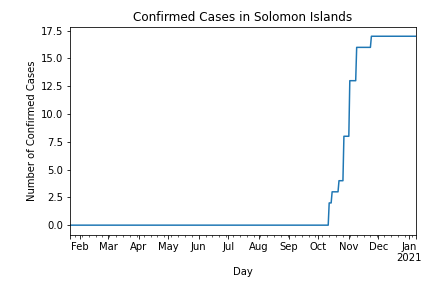 Confirmed Cases in Solomon Islands
17.5
15.0
12.5
10.0
7.5
5.0
2.5
0.0
Number of Confirmed Cases
Feb Mar Apr May Jun Jul Aug Sep Oct Nov Dec Jan
2021
Day